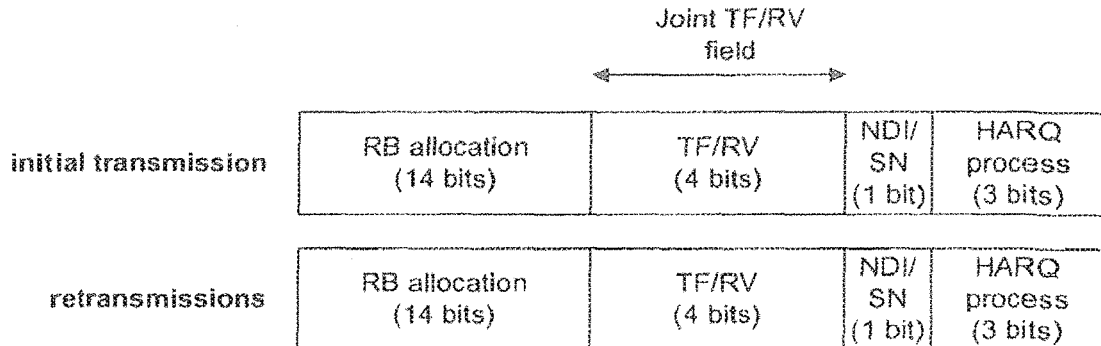 Joint TF/RV
field
initial transmission
RB allocation
(14 bits)
TF/RV
(4 bits)
NDI/
SN
(1 bit)
HARQ
process
(3 bits)
retransmissions
RB allocation
(14 bits)
TF/RV
(4 bits)
NDI/
SN
(1 bit)
HARQ
process
(3 bits)